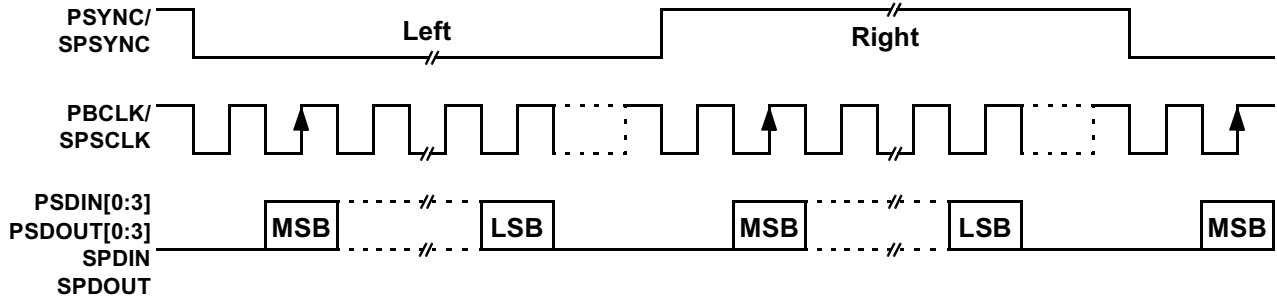 PSYNC/
SPSYNC
Left
Right
PBCLK/
SPSCLK
PSDIN[0:3]
PSDOUT[0:3]
SPDIN
SPDOUT
MSB
LSB
MSB
LSB
MSB